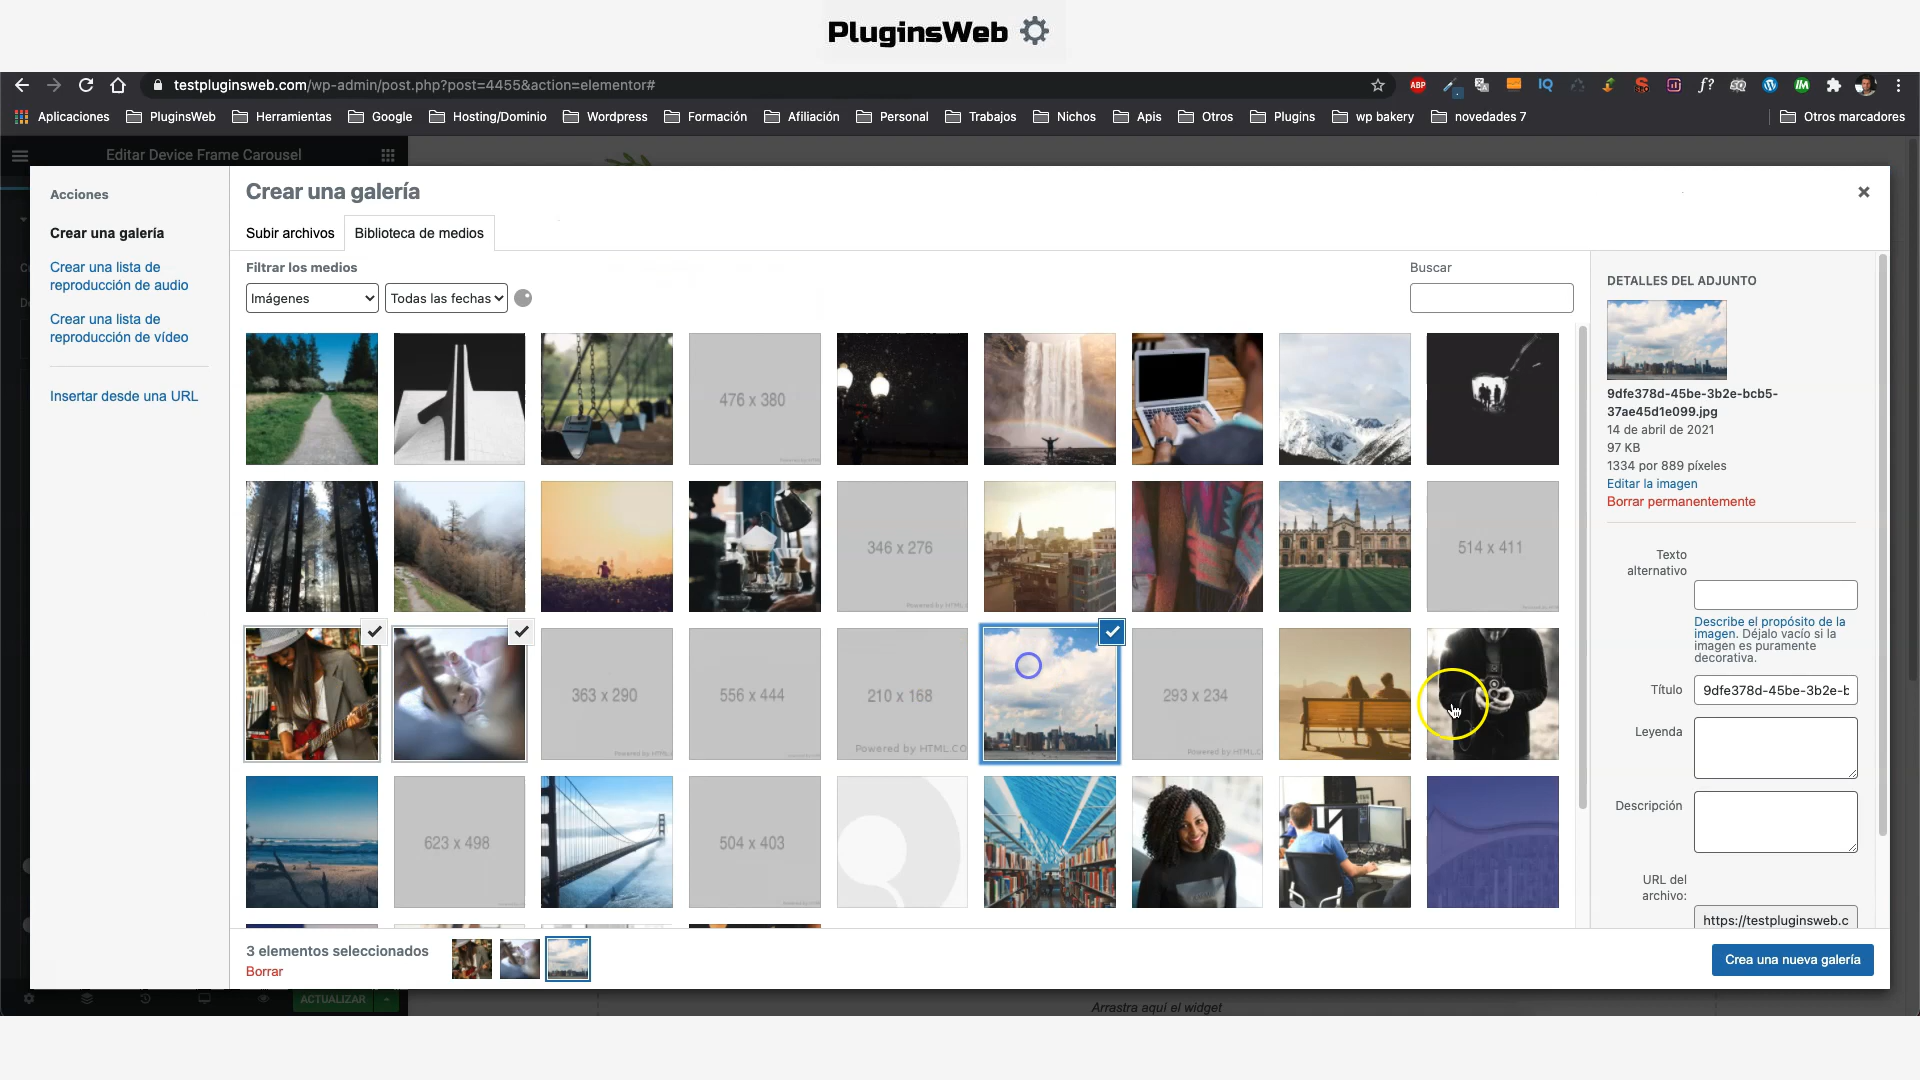 PluginsWeb
testpluginsweb.com/wp-admin/post.php?post=4455&action=elementor#
ABP
IQ
f?
Aplicaciones PluginsWeb Herramientas Google Hosting/Dominio Wordpress Formación Afiliación Personal Trabajos Nichos Apis Otros Plugins wp bakery novedades 7 Otros marcadores
Editar Device Frame Carousel
Acciones
Crear una galería
Crear una lista de
reproducción de audio
Crear una lista de
reproducción de vídeo
Insertar desde una URL
Crear una galería
Subir archivos Biblioteca de medios
Filtrar los medios
Imágenes Todas las fechas
Buscar
476 x 380
346 x 276
514 x 411
363 x 290
556 x 444
210 x 168
Powered by HTML.CO
293 x 234
623 x 498
504 x 403
3 elementos seleccionados
Borrar
DETALLES DEL ADJUNTO
9dfe378d-45be-3b2e-bcb5-
37ae45d1e099.jpg
14 de abril de 2021
97 KB
1334 por 889 píxeles
Editar la imagen
Borrar permanentemente
Texto
alternativo
Describe el propósito de la
imagen. Déjalo vacío si la
imagen es puramente
decorativa.
Título 9dfe378d-45be-3b2e-b
Leyenda
Descripción
URL del
archivo:
https://testpluginsweb.c
Crea una nueva galería
ACTUALIZAR
Arrastra aquí el widget